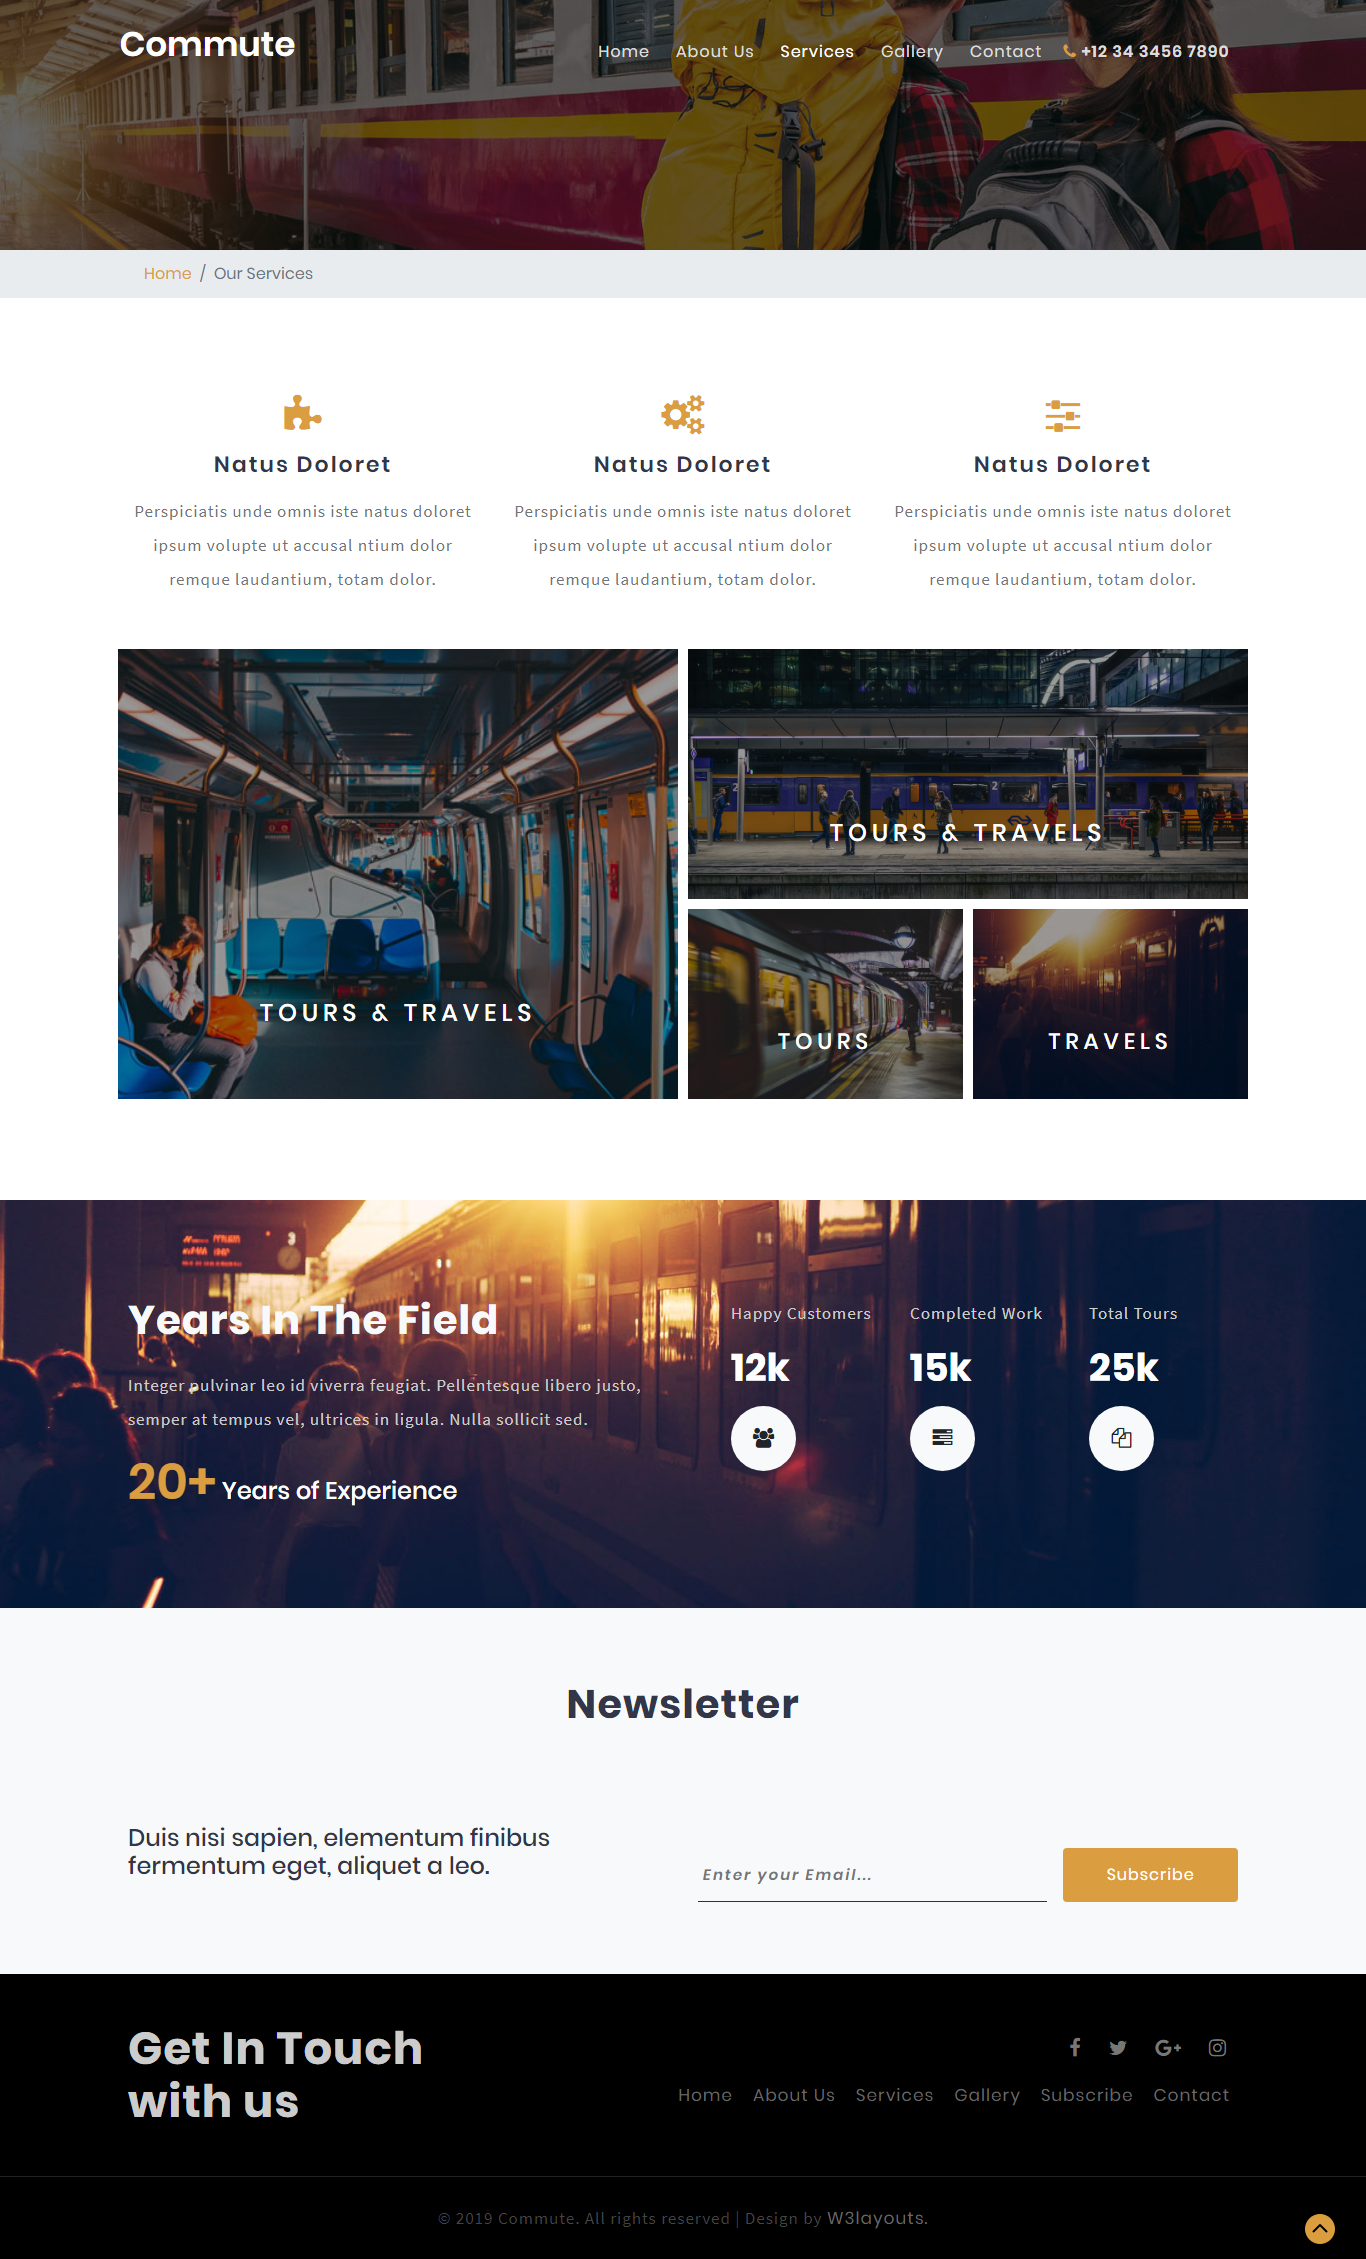 Commute
Home About Us Services Gallery Contact +12 34 3456 7890
Home / Our Services
Natus Doloret
Perspiciatis unde omnis iste natus doloret
ipsum volupte ut accusal ntium dolor
remque laudantium, totam dolor.
Natus Doloret
Perspiciatis unde omnis iste natus doloret
ipsum volupte ut accusal ntium dolor
remque laudantium, totam dolor.
Natus Doloret
Perspiciatis unde omnis iste natus doloret
ipsum volupte ut accusal ntium dolor
remque laudantium, totam dolor.
TOURS & TRAVELS
TOURS & TRAVELS
TOURS
TRAVELS
Years In The Field
Integer pulvinar leo id viverra feugiat. Pellentesque libero justo,
semper at tempus vel, ultrices in ligula. Nulla sollicit sed.
20+ Years of Experience
Happy Customers
12k
Completed Work
15k
Total Tours
25k
Newsletter
Duis nisi sapien, elementum finibus
fermentum eget, aliquet a leo.
Enter your Email...
Subscribe
Get In Touch
with us
Home About Us Services Gallery Subscribe Contact
© 2019 Commute. All rights reserved | Design by W3layouts.